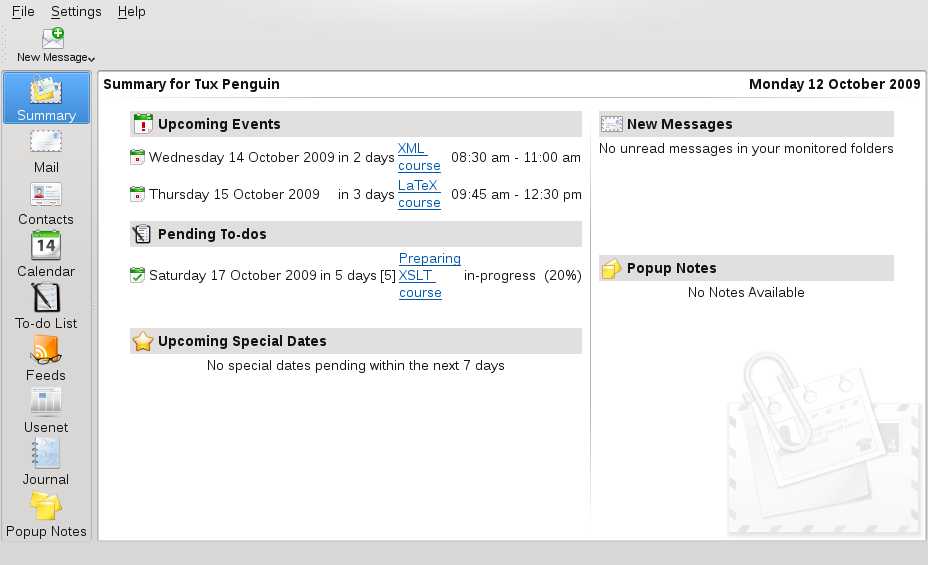 File Settings Help
New Message
Summary
Mail
Contacts
14
Calendar
To-do List
Feeds
Usenet
Journal
Popup Notes
Summary for Tux Penguin
Monday 12 October 2009
Upcoming Events
Wednesday 14 October 2009 in 2 days XML course 08:30 am - 11:00 am
Thursday 15 October 2009 in 3 days LaTeX course 09:45 am - 12:30 pm
Pending To-dos
Saturday 17 October 2009 in 5 days [5] Preparing XSLT course in-progress (20%)
Upcoming Special Dates
No special dates pending within the next 7 days
New Messages
No unread messages in your monitored folders
Popup Notes
No Notes Available